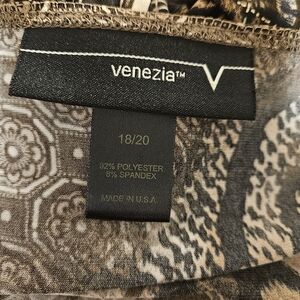 venezia™
18/20
92% POLYESTER
8% SPANDEX
MADE IN U.S.A.